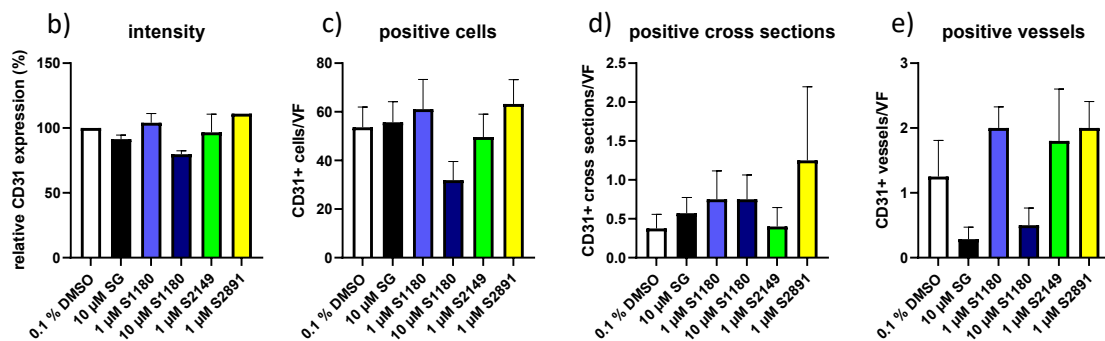 b) intensity
relative CD31 expression (%)
150
100
50
0
0.1 % DMSO
10 µM SG
1 µM S1180
10 µM S1180
1 µM S2149
1 µM S2891
c) positive cells
CD31+ cells/VF
80
60
40
20
0
0.1 % DMSO
10 µM SG
1 µM S1180
10 µM S1180
1 µM S2149
1 µM S2891
d) positive cross sections
CD31+ cross sections/VF
2.5
2.0
1.5
1.0
0.5
0.0
0.1 % DMSO
10 µM SG
1 µM S1180
10 µM S1180
1 µM S2149
1 µM S2891
e) positive vessels
CD31+ vessels/VF
3
2
1
0
0.1 % DMSO
10 µM SG
1 µM S1180
10 µM S1180
1 µM S2149
1 µM S2891